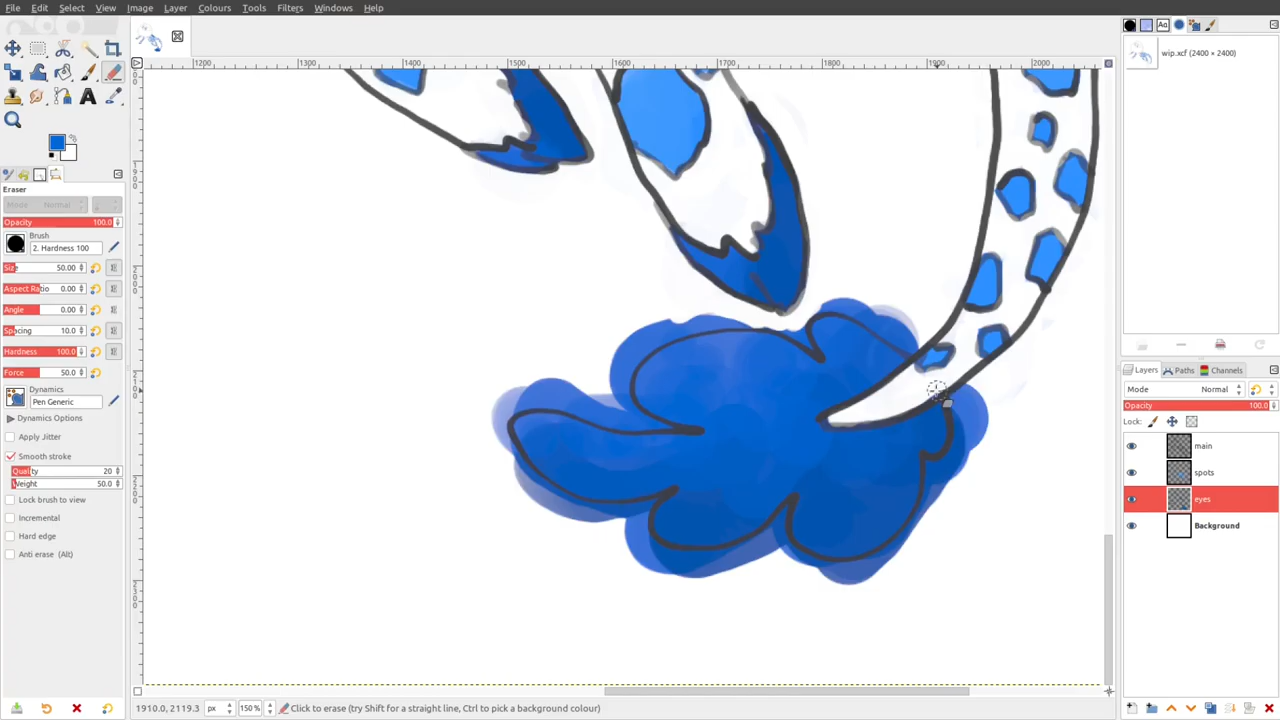 File Edit Select View Image Layer Colours Tools Filters Windows Help
1200 1300 1400 1500 1600 1700 1800 1900 2000
wip.xcf (2400 × 2400)
Eraser
Mode Normal
Opacity 100.0
Brush
2. Hardness 100
Size 50.00
Aspect Ratio 0.00
Angle 0.00
Spacing 10.0
Hardness 100.0
Force 50.0
Dynamics
Pen Generic
Dynamics Options
Apply Jitter
Smooth stroke
Quality 20
Weight 50.0
Lock brush to view
Incremental
Hard edge
Anti erase (Alt)
Layers Paths Channels
Mode Normal
Opacity 100.0
Lock:
main
spots
eyes
Background
1910.0, 2119.3 px 150% Click to erase (try Shift for a straight line, Ctrl to pick a background colour)